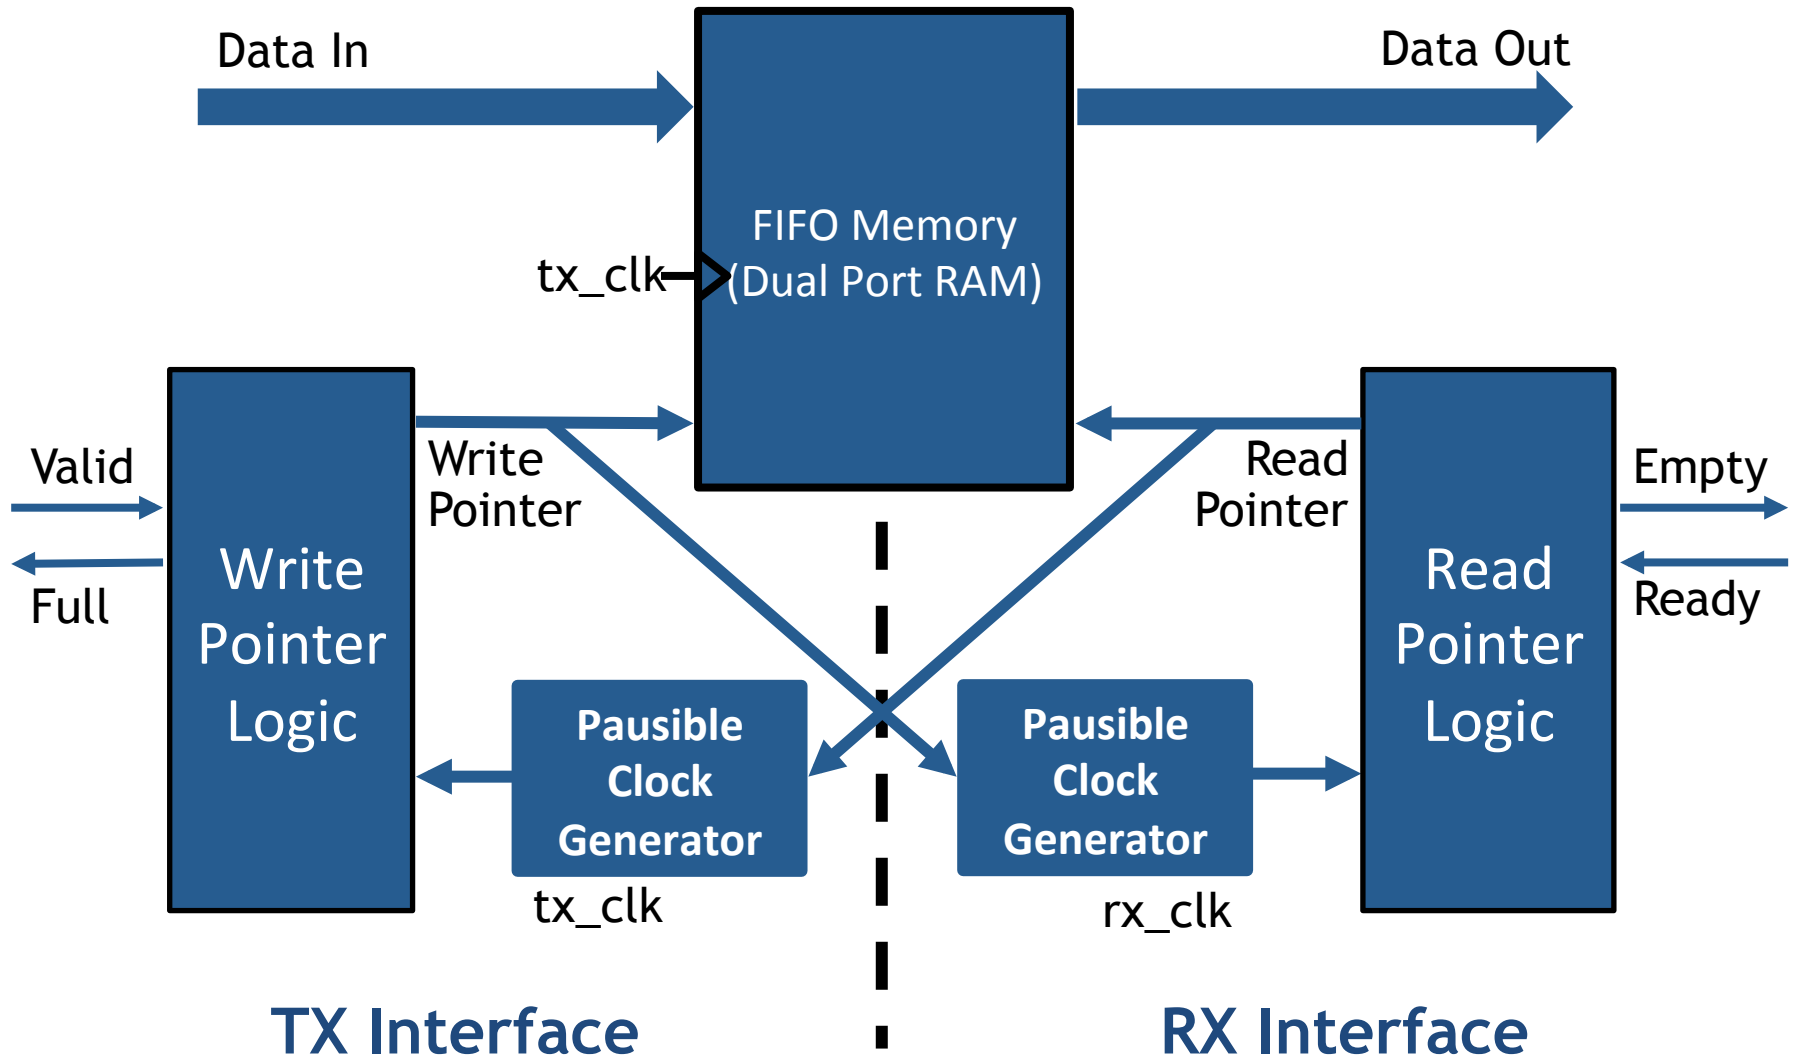 Data In
Data Out
FIFO Memory
(Dual Port RAM)
tx_clk
Valid
Full
Write
Pointer
Logic
Write
Pointer
Read
Pointer
Read
Pointer
Logic
Empty
Ready
Pausible
Clock
Generator
tx_clk
Pausible
Clock
Generator
rx_clk
TX Interface
RX Interface